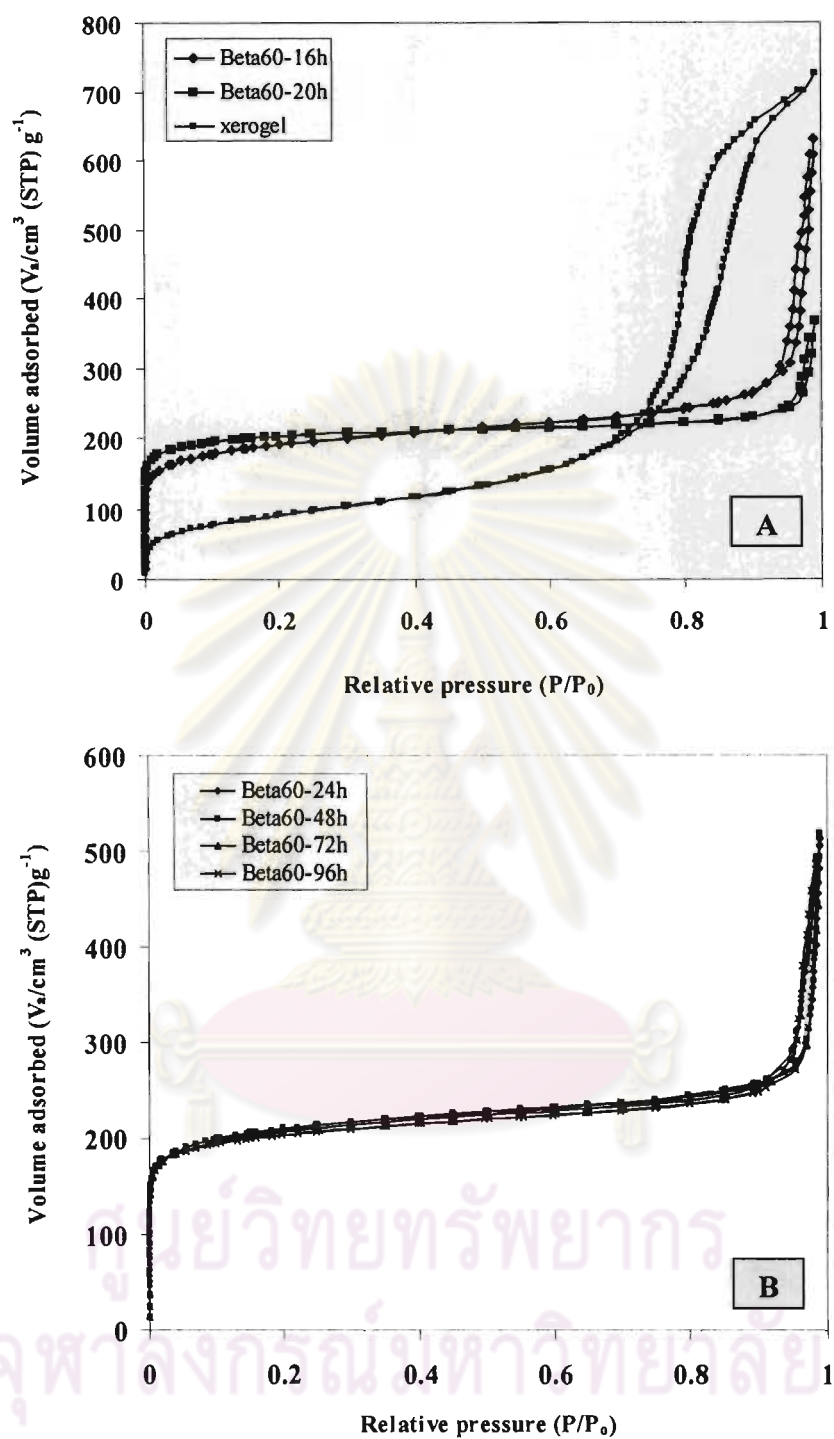 800
700
600
500
400
300
200
100
0
Volume adsorbed (Vₐ/cm³ (STP) g⁻¹)
Beta60-16h
Beta60-20h
xerogel
A
0 0.2 0.4 0.6 0.8 1
Relative pressure (P/P₀)
600
500
400
300
200
100
0
Volume adsorbed (Vₐ/cm³ (STP)g⁻¹)
Beta60-24h
Beta60-48h
Beta60-72h
Beta60-96h
B
0 0.2 0.4 0.6 0.8 1
Relative pressure (P/Pₒ)
ศูนย์วิทยทรัพยากร
จุฬาลงกรณ์มหาวิทยาลัย